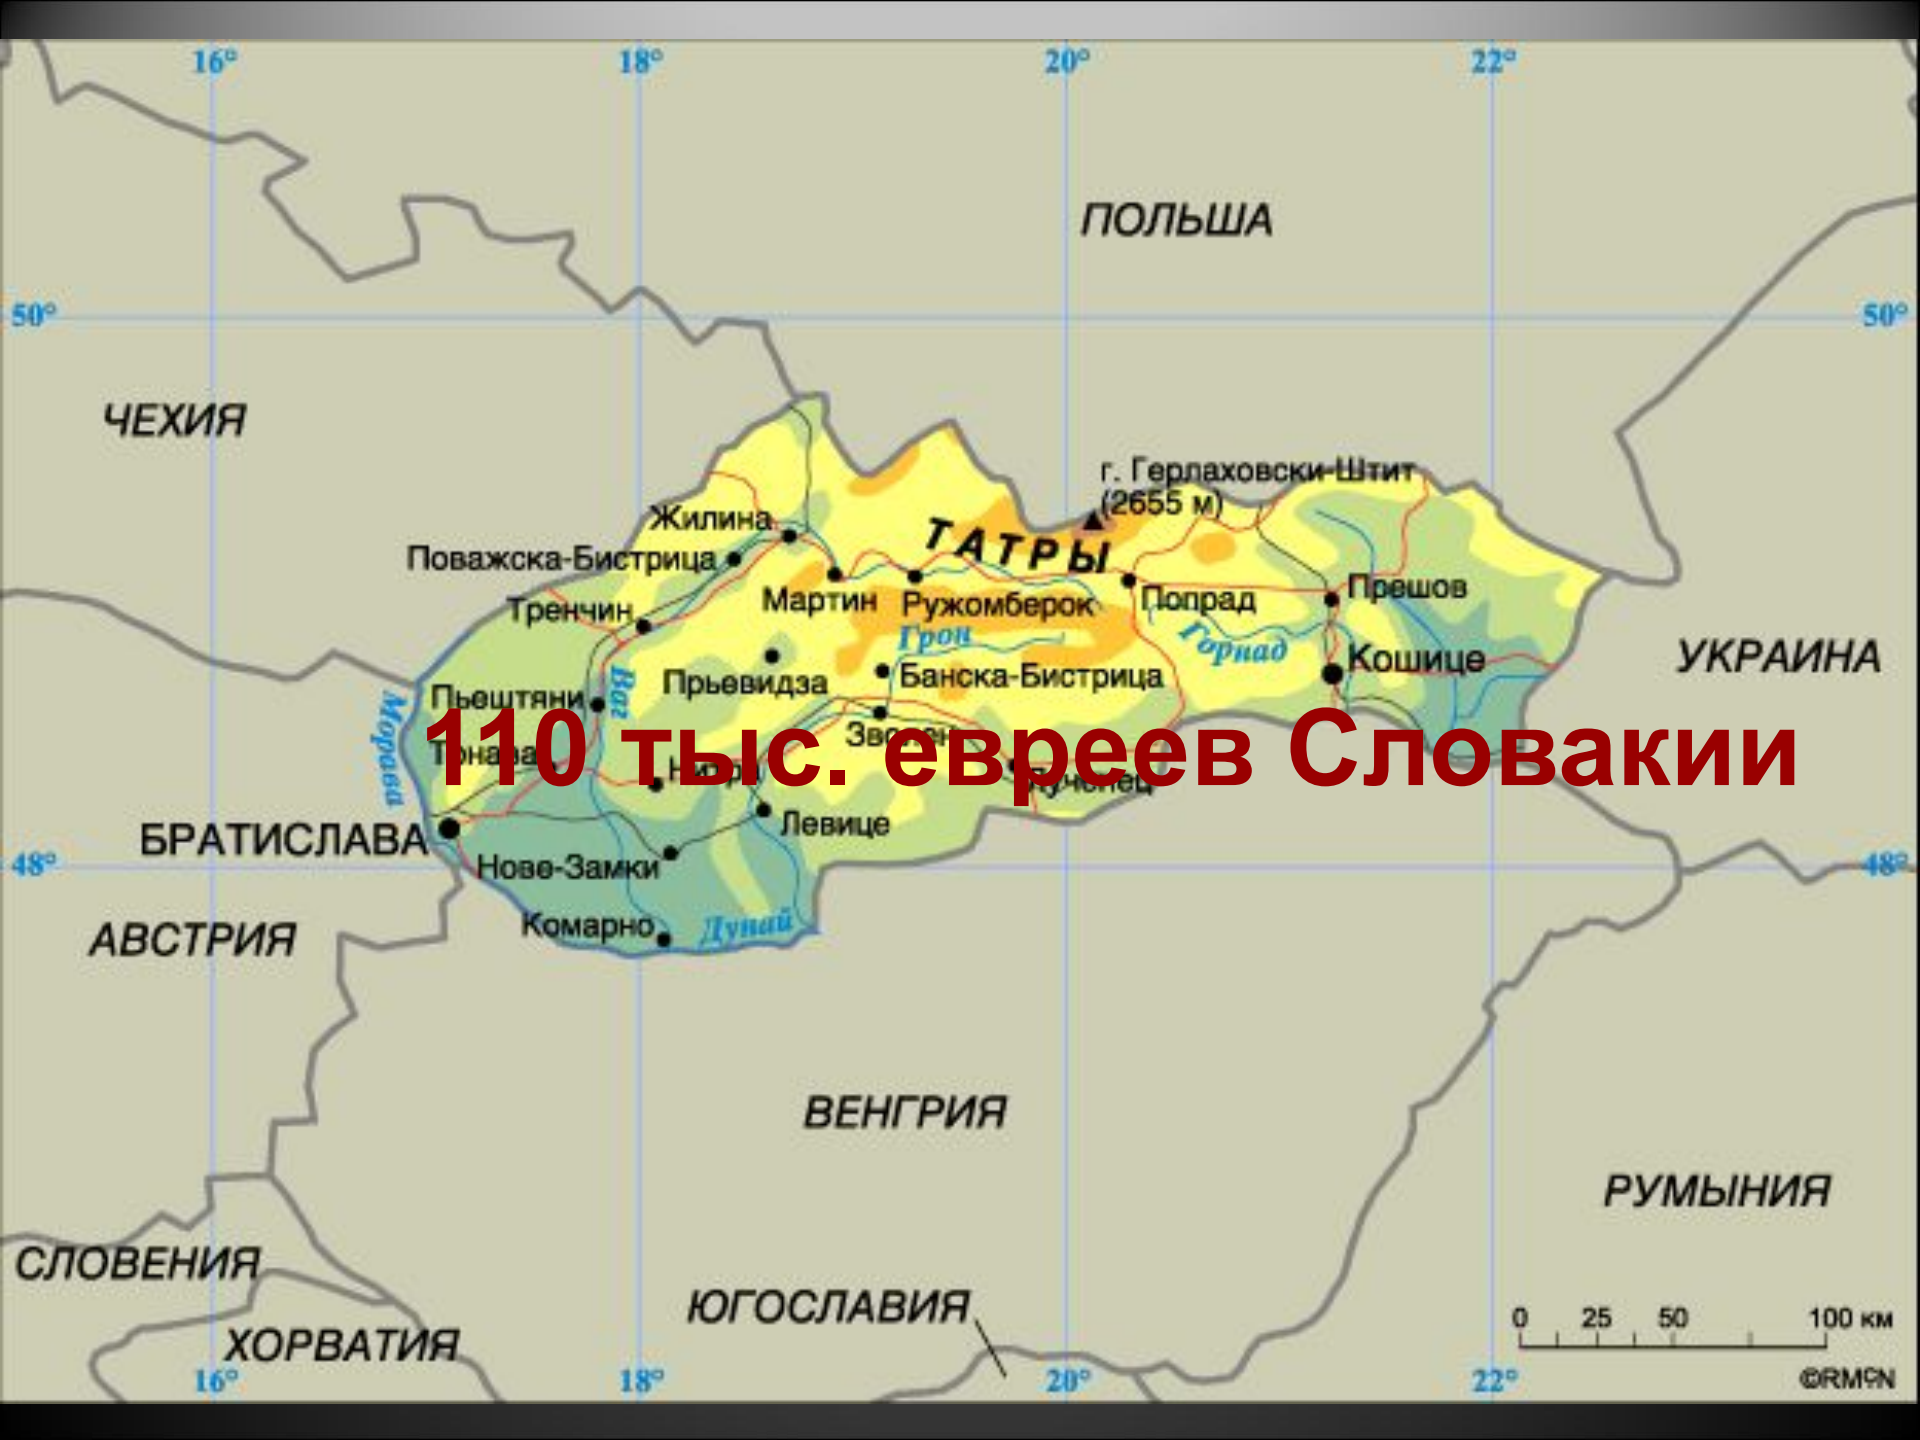 16° 18° 20° 22°
ПОЛЬША
50° 50°
ЧЕХИЯ
г. Герлаховски-Штит
(2655 м)
Жилина
ТАТРЫ
Поважска-Бистрица
Прешов
Мартин Ружомберок Попрад
Тренчин
Грон Горнад
УКРАИНА
Кошице
Ваг Прьевидза Банска-Бистрица
Пьештяни
Морава
110 тыс. евреев Словакии
Зволен
Нитра
Лученец
Левице
БРАТИСЛАВА
48° 48°
Нове-Замки
Комарно Дунай
АВСТРИЯ
ВЕНГРИЯ
РУМЫНИЯ
СЛОВЕНИЯ
ЮГОСЛАВИЯ
0 25 50 100 км
ХОРВАТИЯ
16° 18° 20° 22°
©RMCN